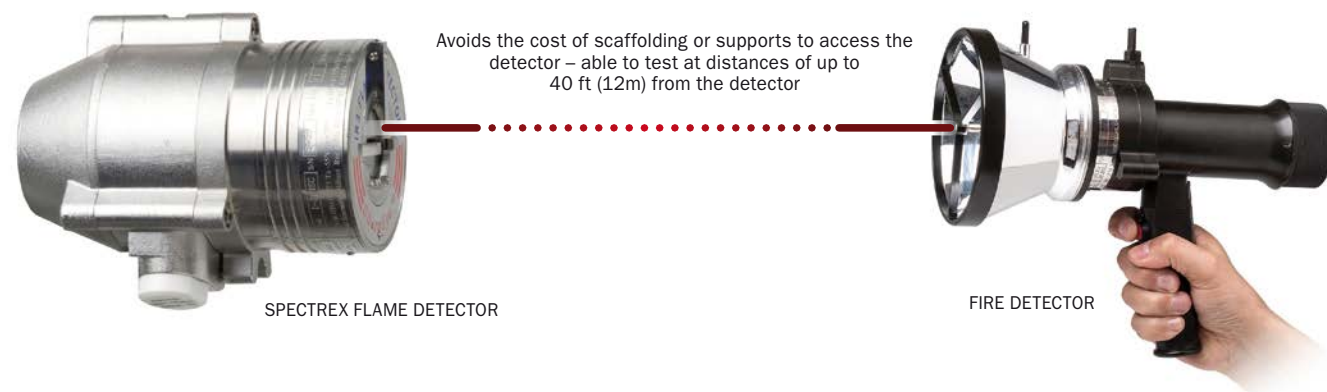 Avoids the cost of scaffolding or supports to access the
detector – able to test at distances of up to
40 ft (12m) from the detector
SPECTREX FLAME DETECTOR
FIRE DETECTOR